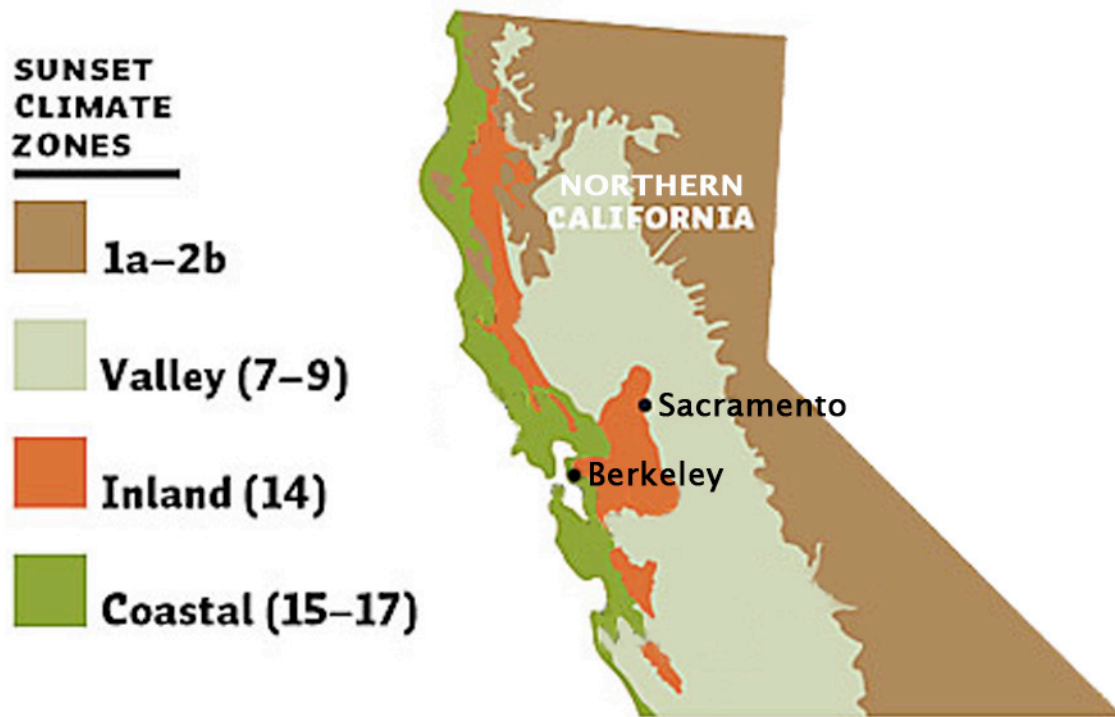 SUNSET
CLIMATE
ZONES
1a–2b
Valley (7–9)
Inland (14)
Coastal (15–17)
NORTHERN
CALIFORNIA
Sacramento
Berkeley